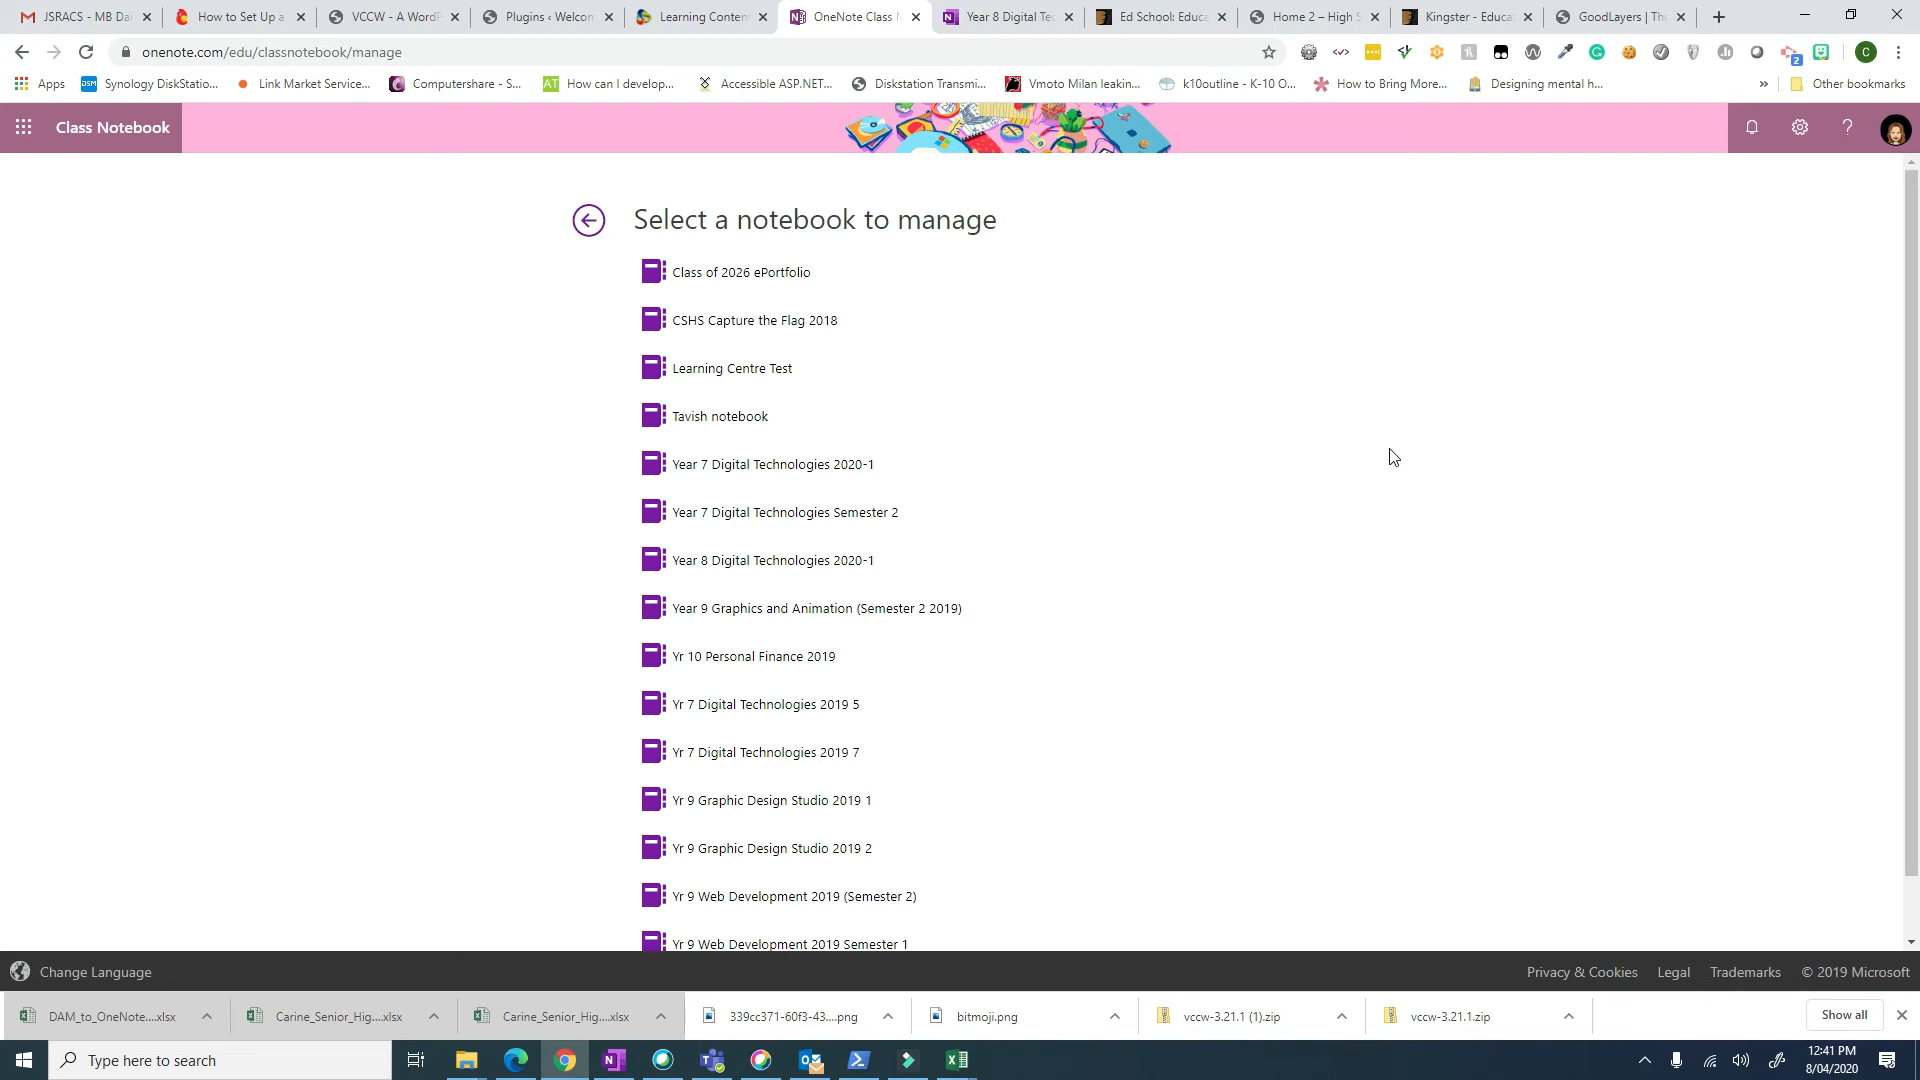 JSRACS - MB Dai
How to Set Up a
VCCW - A WordP
Plugins ‹ Welcom
Learning Content
OneNote Class N
Year 8 Digital Tec
Ed School: Educa
Home 2 – High S
Kingster - Educat
GoodLayers | The
onenote.com/edu/classnotebook/manage
Apps
Synology DiskStatio...
Link Market Service...
Computershare - S...
How can I develop...
Accessible ASP.NET...
Diskstation Transmi...
Vmoto Milan leakin...
k10outline - K-10 O...
How to Bring More...
Designing mental h...
Other bookmarks
Class Notebook
Select a notebook to manage
Class of 2026 ePortfolio
CSHS Capture the Flag 2018
Learning Centre Test
Tavish notebook
Year 7 Digital Technologies 2020-1
Year 7 Digital Technologies Semester 2
Year 8 Digital Technologies 2020-1
Year 9 Graphics and Animation (Semester 2 2019)
Yr 10 Personal Finance 2019
Yr 7 Digital Technologies 2019 5
Yr 7 Digital Technologies 2019 7
Yr 9 Graphic Design Studio 2019 1
Yr 9 Graphic Design Studio 2019 2
Yr 9 Web Development 2019 (Semester 2)
Yr 9 Web Development 2019 Semester 1
Change Language
Privacy & Cookies
Legal
Trademarks
© 2019 Microsoft
DAM_to_OneNote....xlsx
Carine_Senior_Hig....xlsx
Carine_Senior_Hig....xlsx
339cc371-60f3-43....png
bitmoji.png
vccw-3.21.1 (1).zip
vccw-3.21.1.zip
Show all
Type here to search
12:41 PM
8/04/2020